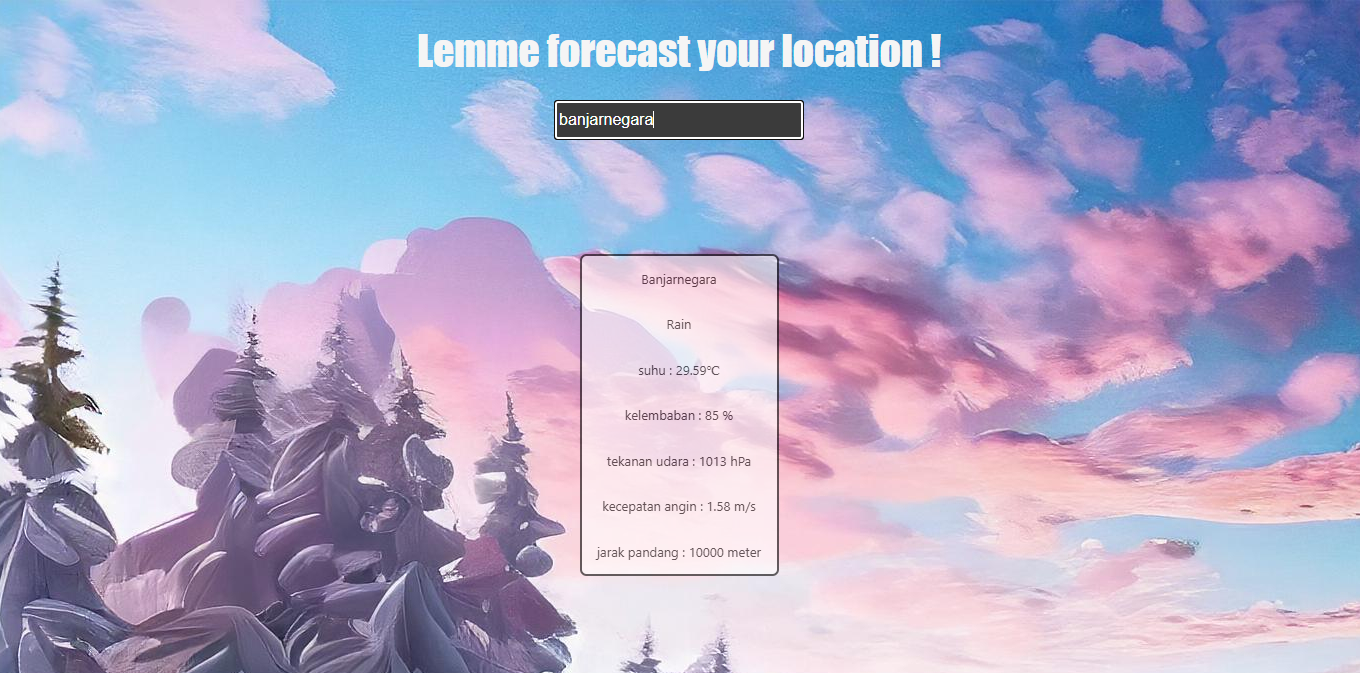 Lemme forecast your location !
banjarnegara
Banjarnegara
Rain
suhu : 29.59°C
kelembaban : 85 %
tekanan udara : 1013 hPa
kecepatan angin : 1.58 m/s
jarak pandang : 10000 meter